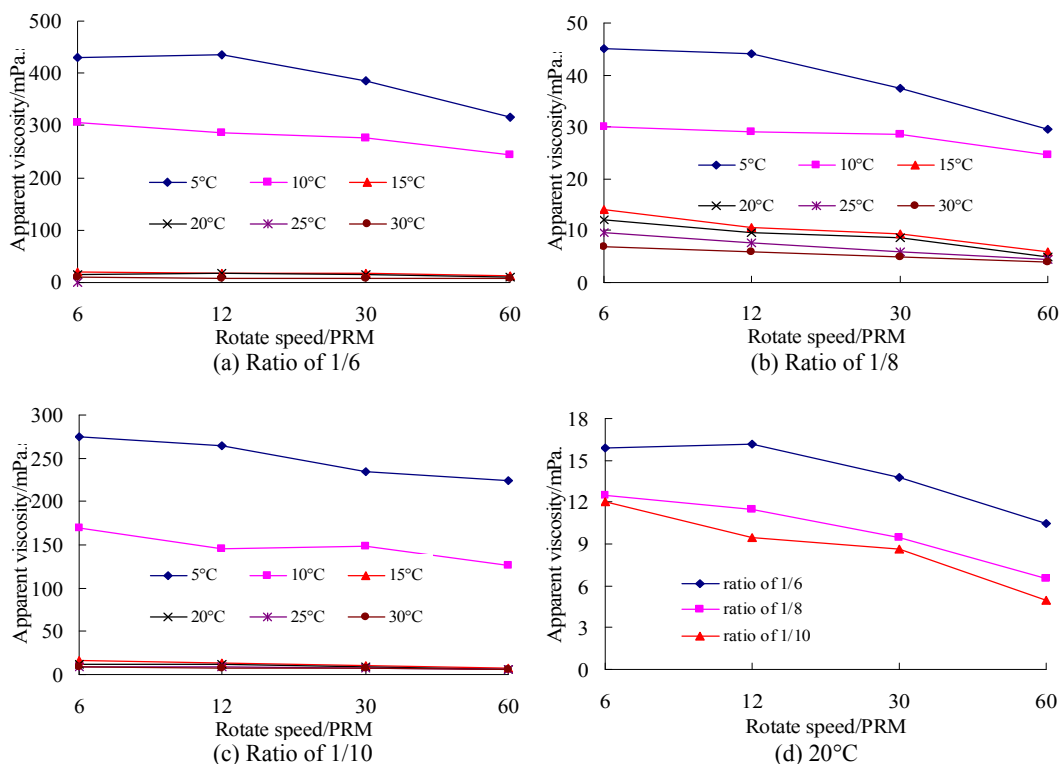 500
400
300
200
100
0
Apparent viscosity/mPa.:
5°C 10°C 15°C
20°C 25°C 30°C
6 12 30 60
Rotate speed/PRM
(a) Ratio of 1/6
50
40
30
20
10
0
Apparent viscosity/mPa.:
5°C 10°C 15°C
20°C 25°C 30°C
6 12 30 60
Rotate speed/PRM
(b) Ratio of 1/8
300
250
200
150
100
50
0
Apparent viscosity/mPa.:
5°C 10°C 15°C
20°C 25°C 30°C
6 12 30 60
Rotate speed/PRM
(c) Ratio of 1/10
18
15
12
9
6
3
0
Apparent viscosity/mPa.
ratio of 1/6
ratio of 1/8
ratio of 1/10
6 12 30 60
Rotate speed/PRM
(d) 20°C